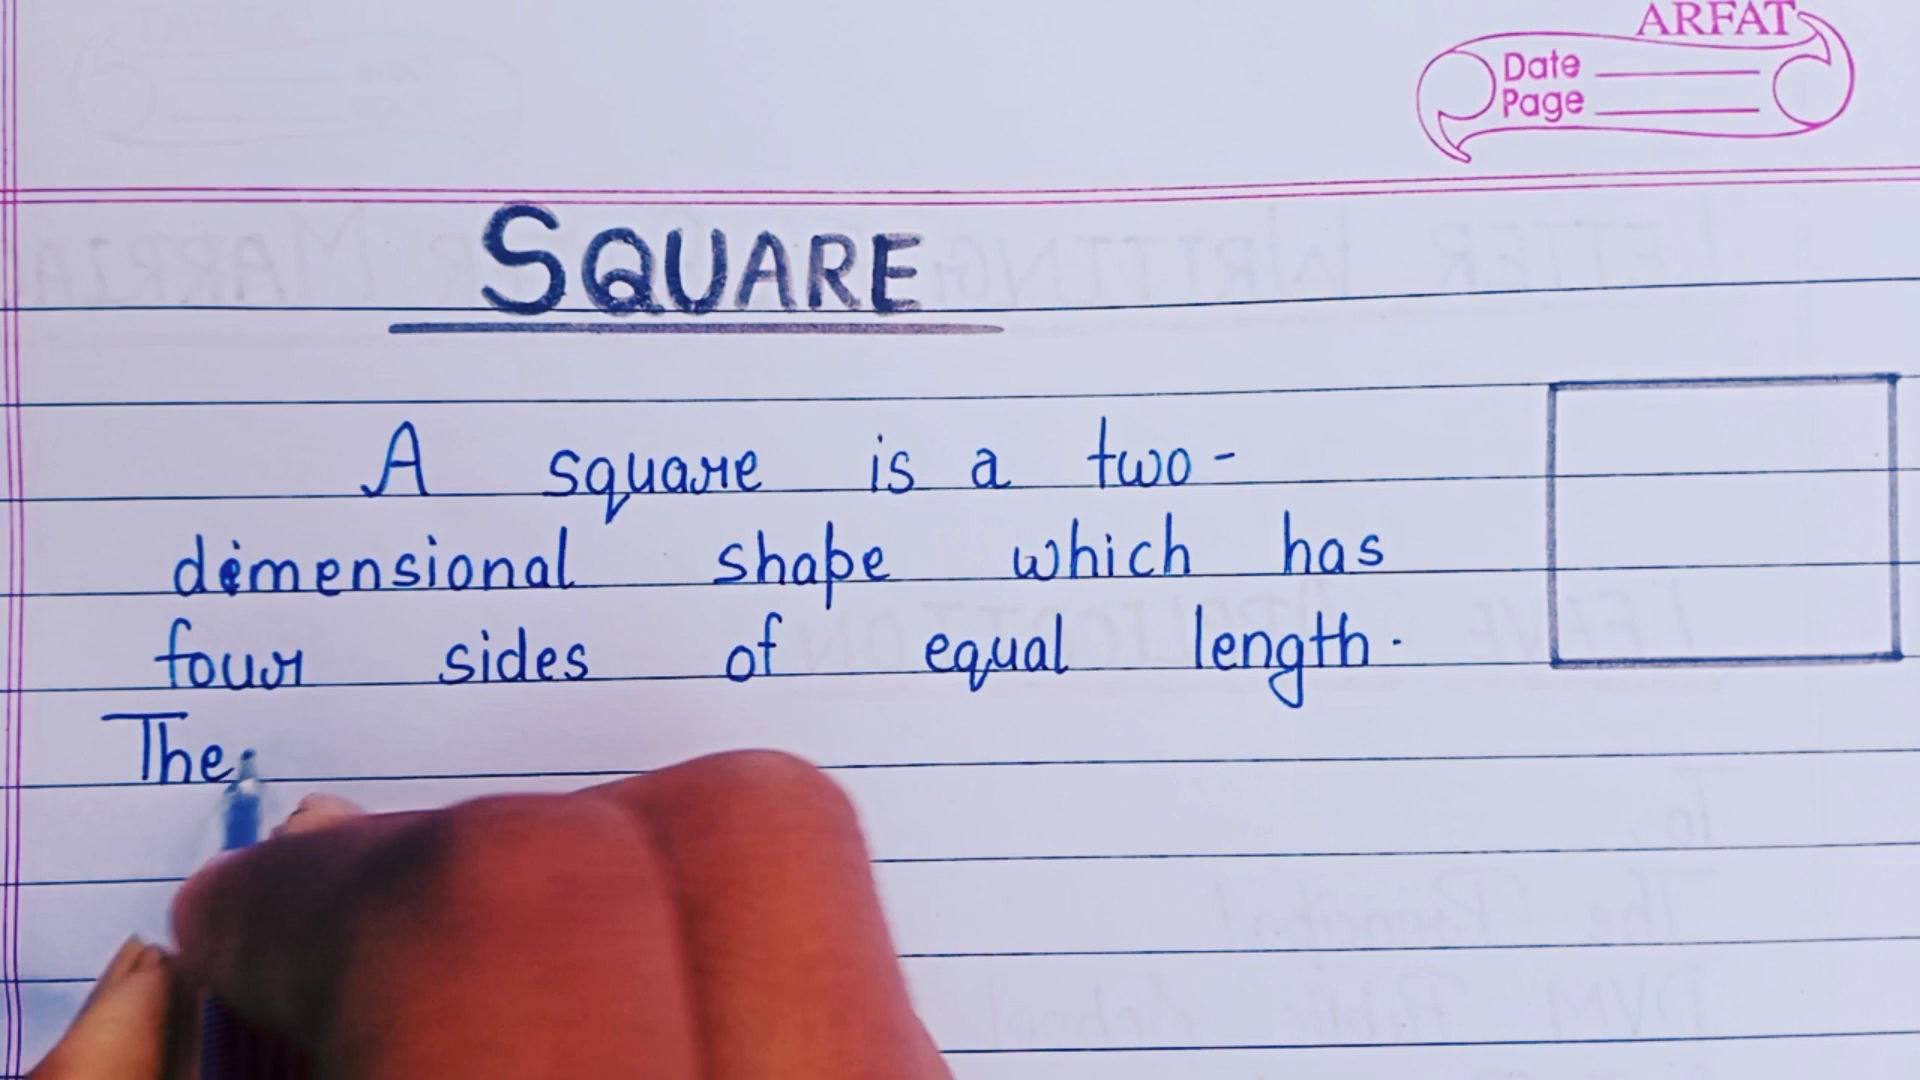 ARFAT
Date
Page
SQUARE
A square is a two-
dimensional shape which has
four sides of equal length.
The